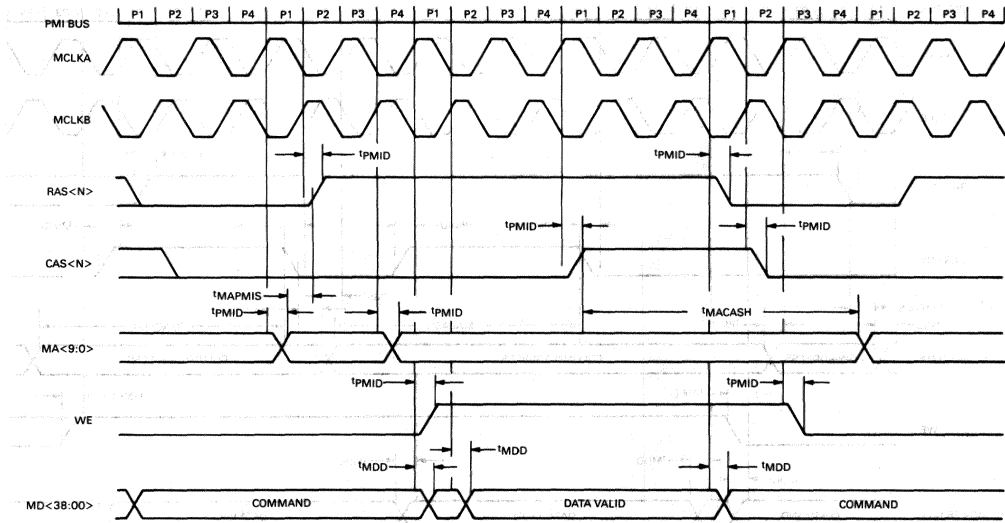 PMI BUS P1 P2 P3 P4 P1 P2 P3 P4 P1 P2 P3 P4 P1 P2 P3 P4 P1 P2 P3 P4 P1 P2 P3 P4
MCLKA
MCLKB
tPMID tPMID
RAS<N>
tPMID tPMID
CAS<N>
tMAPMIS
tPMID tPMID tMACASH
MA<9:0>
tPMID tPMID
WE
tMDD
tMDD tMDD
MD<38:00> COMMAND DATA VALID COMMAND